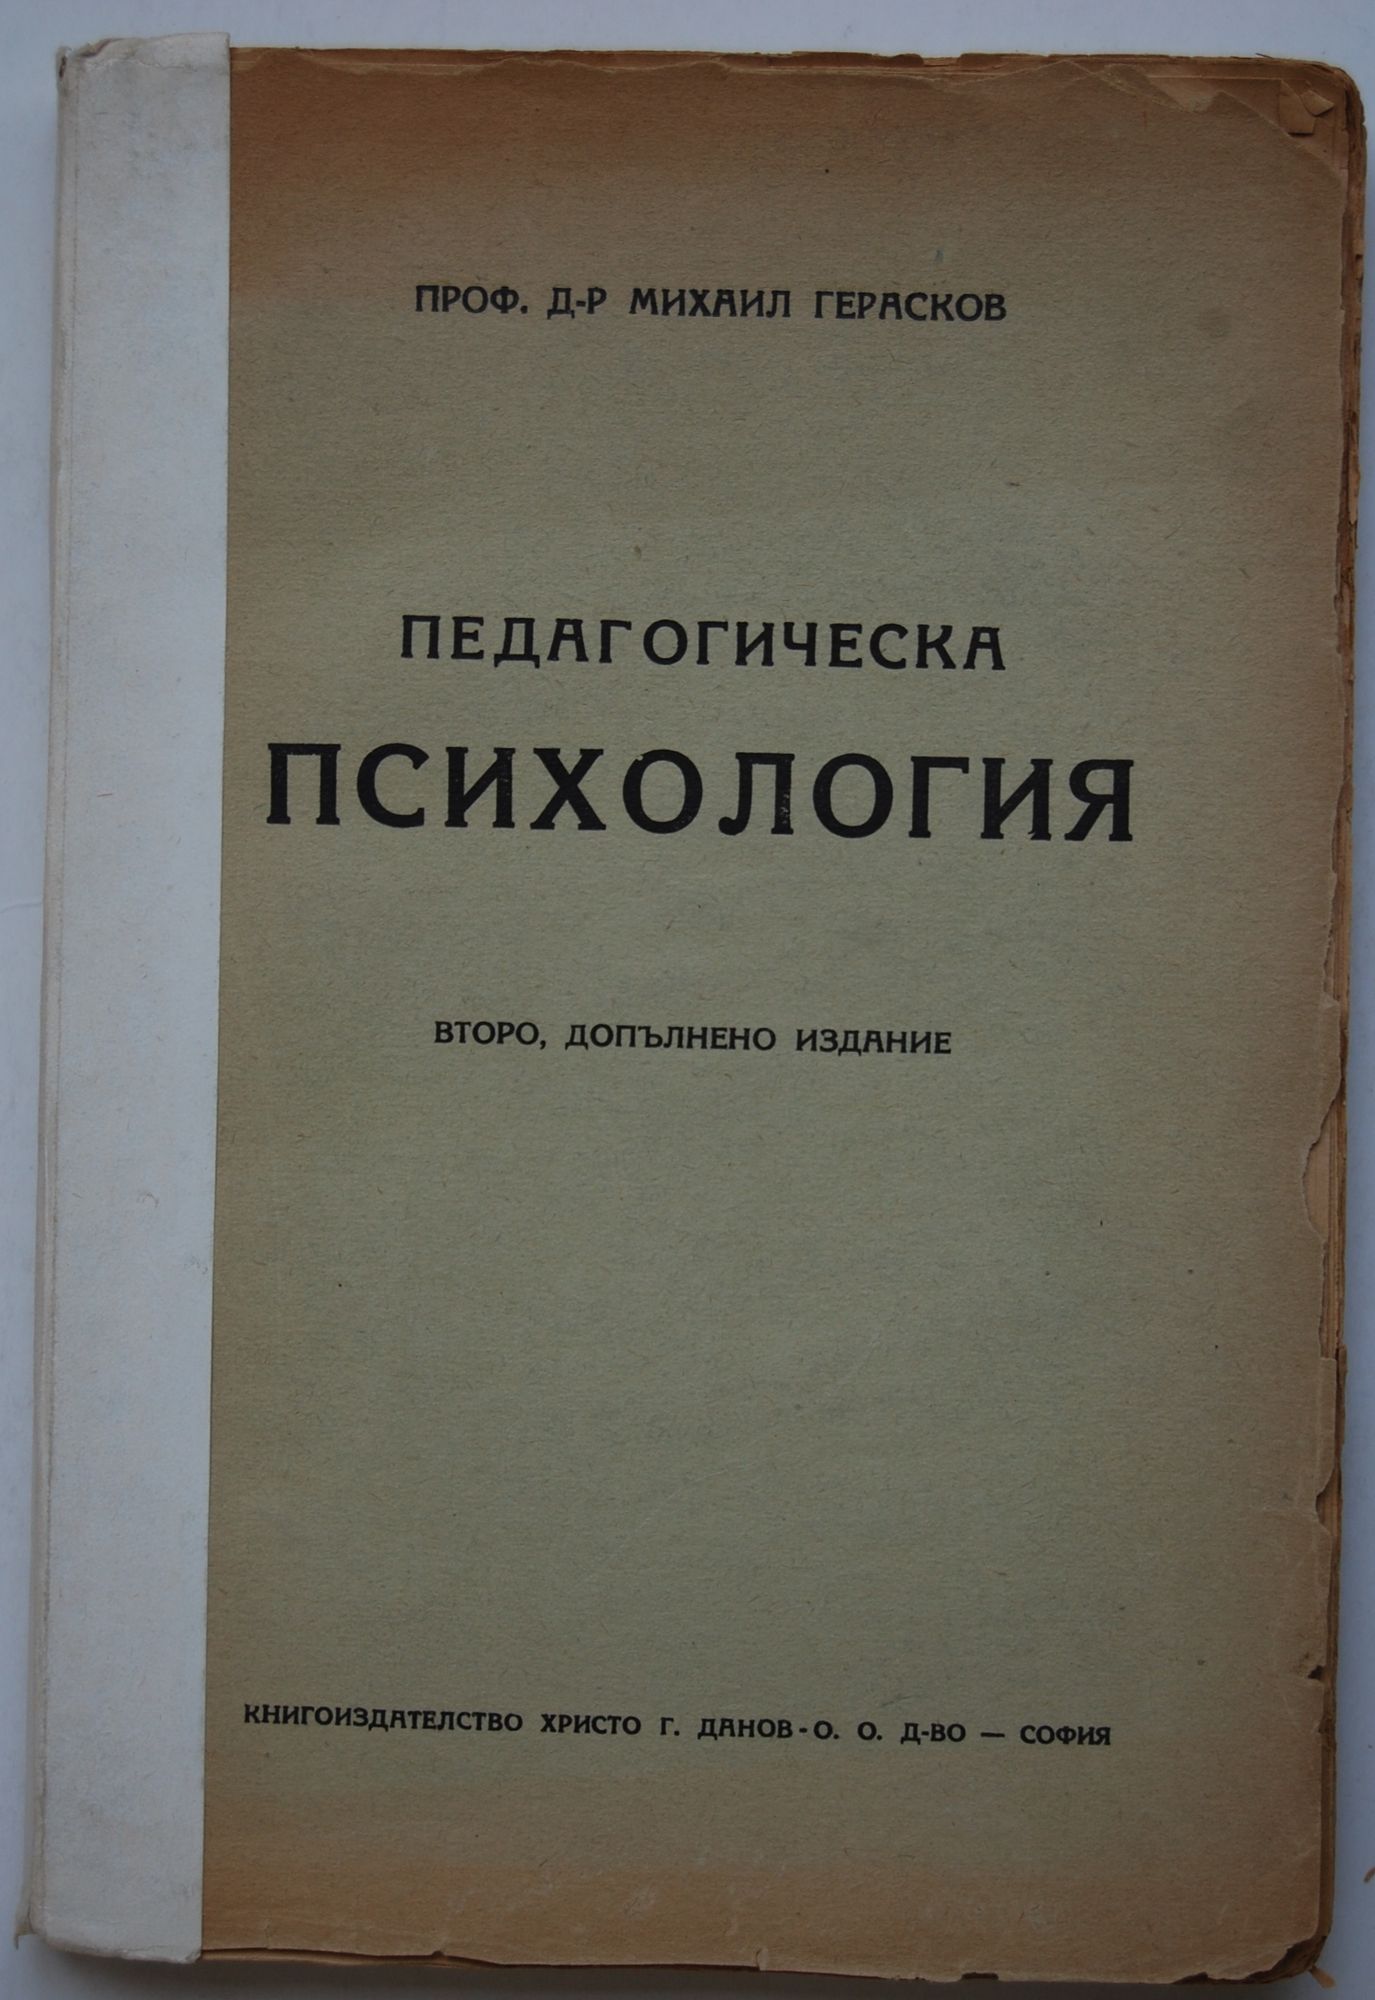 ПРОФ. Д-Р МИХАИЛ ГЕРАСКОВ
ПЕДАГОГИЧЕСКА
ПСИХОЛОГИЯ
ВТОРО, ДОПЪЛНЕНО ИЗДАНИЕ
КНИГОИЗДАТЕЛСТВО ХРИСТО Г. ДАНОВ - О. О. Д-ВО — СОФИЯ